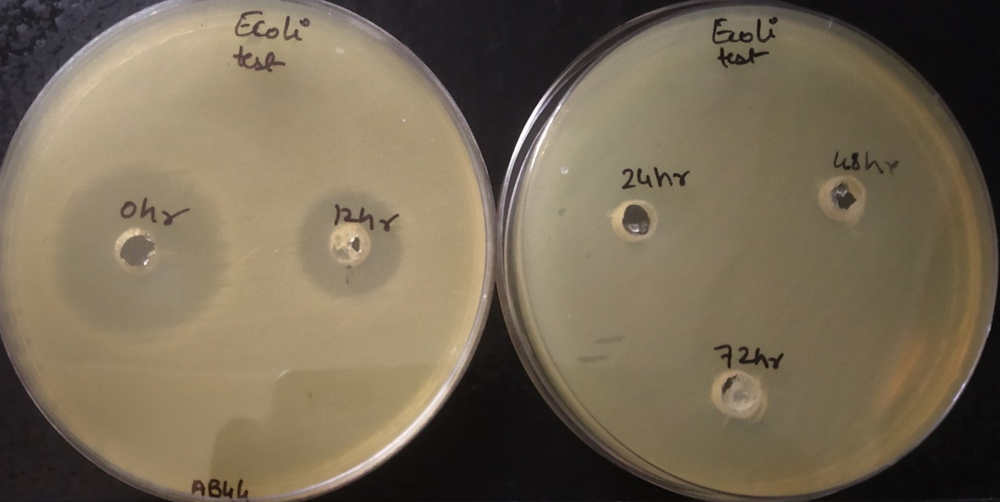 Ecoli
test
0hr
12hr
AB44
Ecoli
test
24hr
48hr
72hr